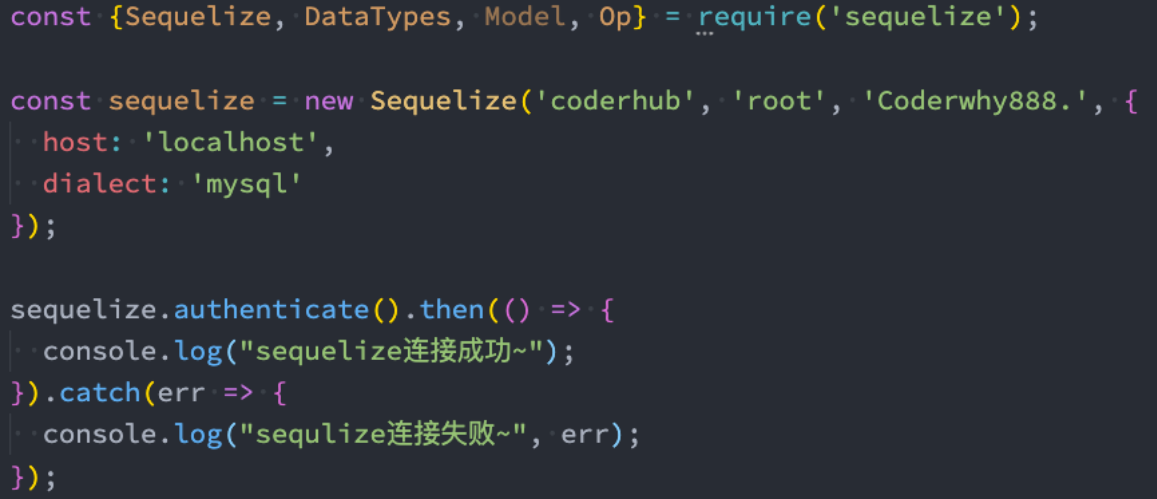 const {Sequelize, DataTypes, Model, Op} = require('sequelize');
const sequelize = new Sequelize('coderhub', 'root', 'Coderwhy888.', {
  host: 'localhost',
  dialect: 'mysql'
});
sequelize.authenticate().then(() => {
  console.log("sequelize连接成功~");
}).catch(err => {
  console.log("sequlize连接失败~", err);
});